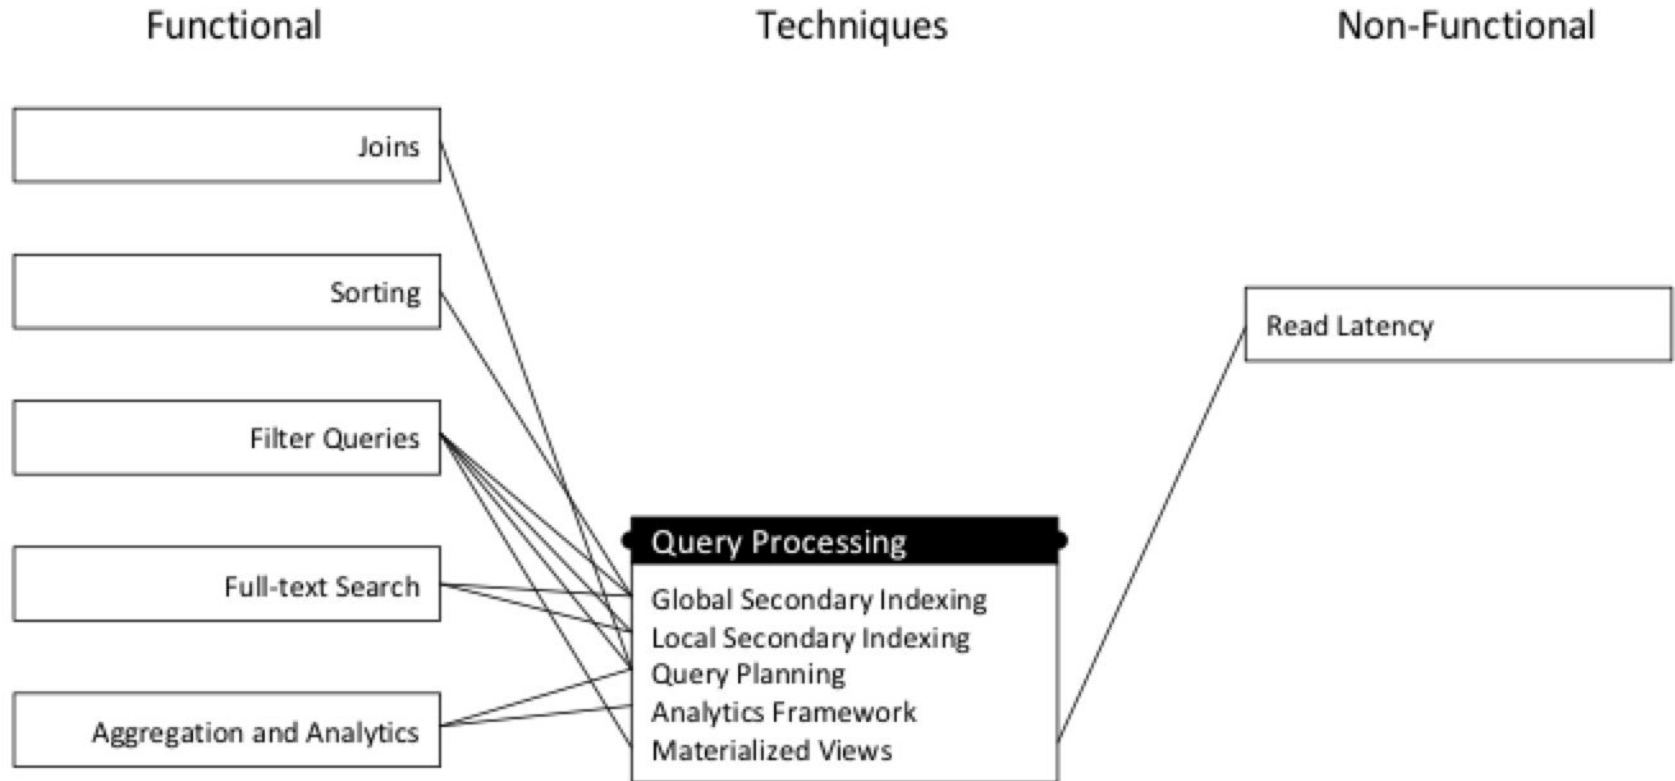 Functional
Techniques
Non-Functional
Joins
Sorting
Filter Queries
Full-text Search
Aggregation and Analytics
Query Processing
Global Secondary Indexing
Local Secondary Indexing
Query Planning
Analytics Framework
Materialized Views
Read Latency